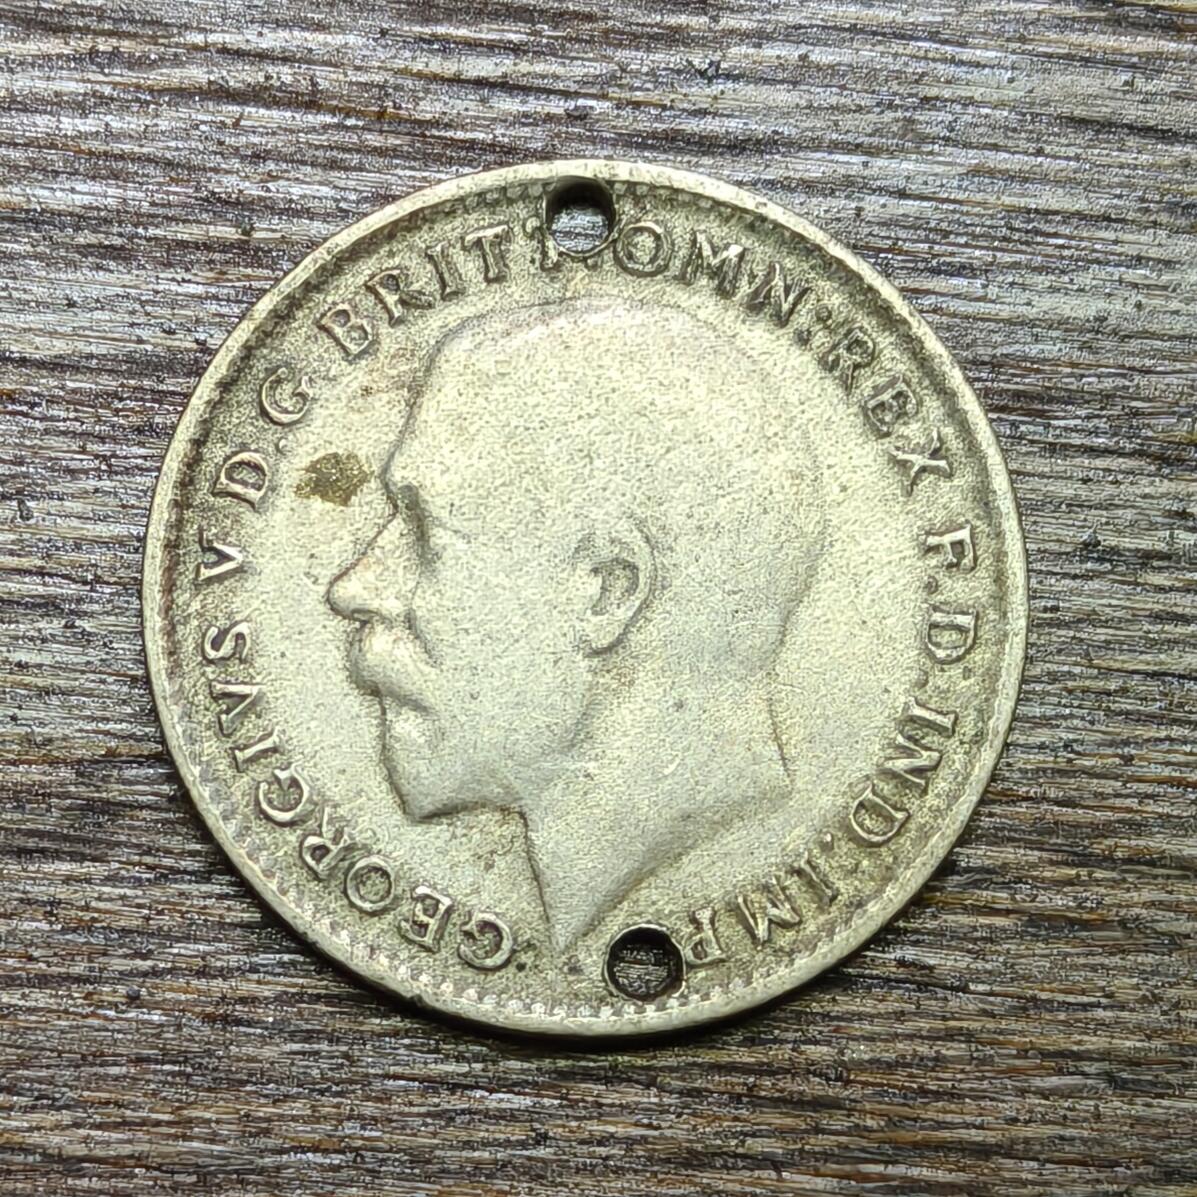 GEORGIVS V D.G. BRITT: OMN: REX F.D. IND: IMP